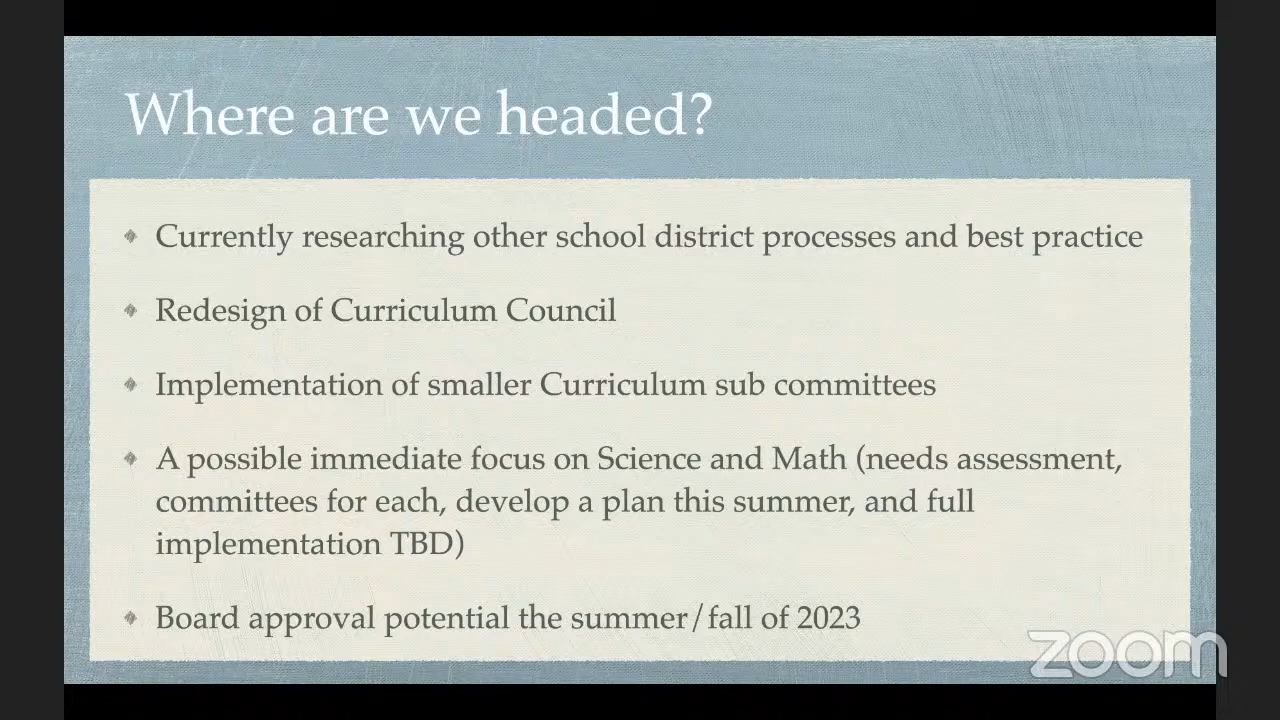 Where are we headed?
Currently researching other school district processes and best practice
Redesign of Curriculum Council
Implementation of smaller Curriculum sub committees
A possible immediate focus on Science and Math (needs assessment,
committees for each, develop a plan this summer, and full
implementation TBD)
Board approval potential the summer/fall of 2023
zoom